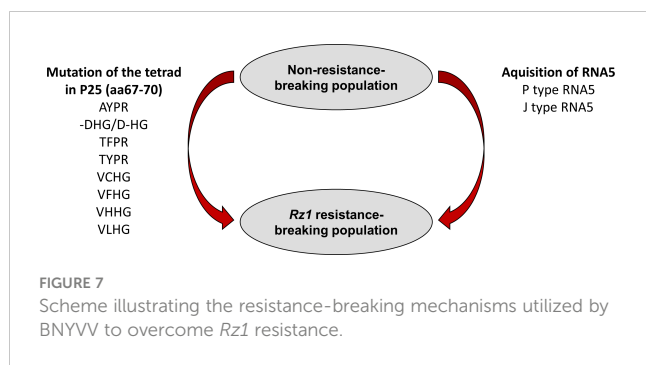 Mutation of the tetrad
in P25 (aa67-70)
AYPR
-DHG/D-HG
TFPR
TYPR
VCHG
VFHG
VHHG
VLHG
Non-resistance-
breaking population
Rz1 resistance-
breaking population
Aquisition of RNA5
P type RNA5
J type RNA5
FIGURE 7
Scheme illustrating the resistance-breaking mechanisms utilized by
BNYVV to overcome Rz1 resistance.